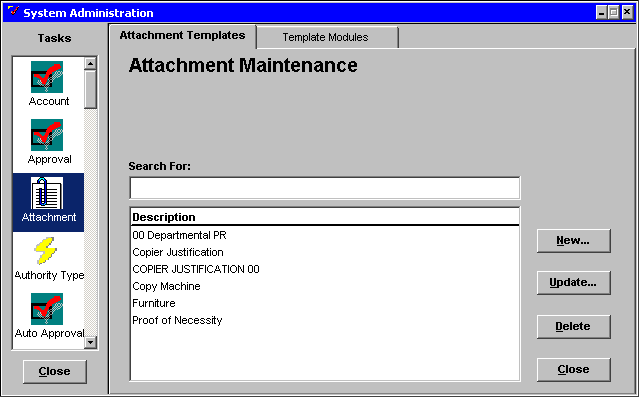 System Administration
Tasks
Account
Approval
Attachment
Authority Type
Auto Approval
Close
Attachment Templates
Template Modules
Attachment Maintenance
Search For:
Description
00 Departmental PR
Copier Justification
COPIER JUSTIFICATION 00
Copy Machine
Furniture
Proof of Necessity
New...
Update...
Delete
Close